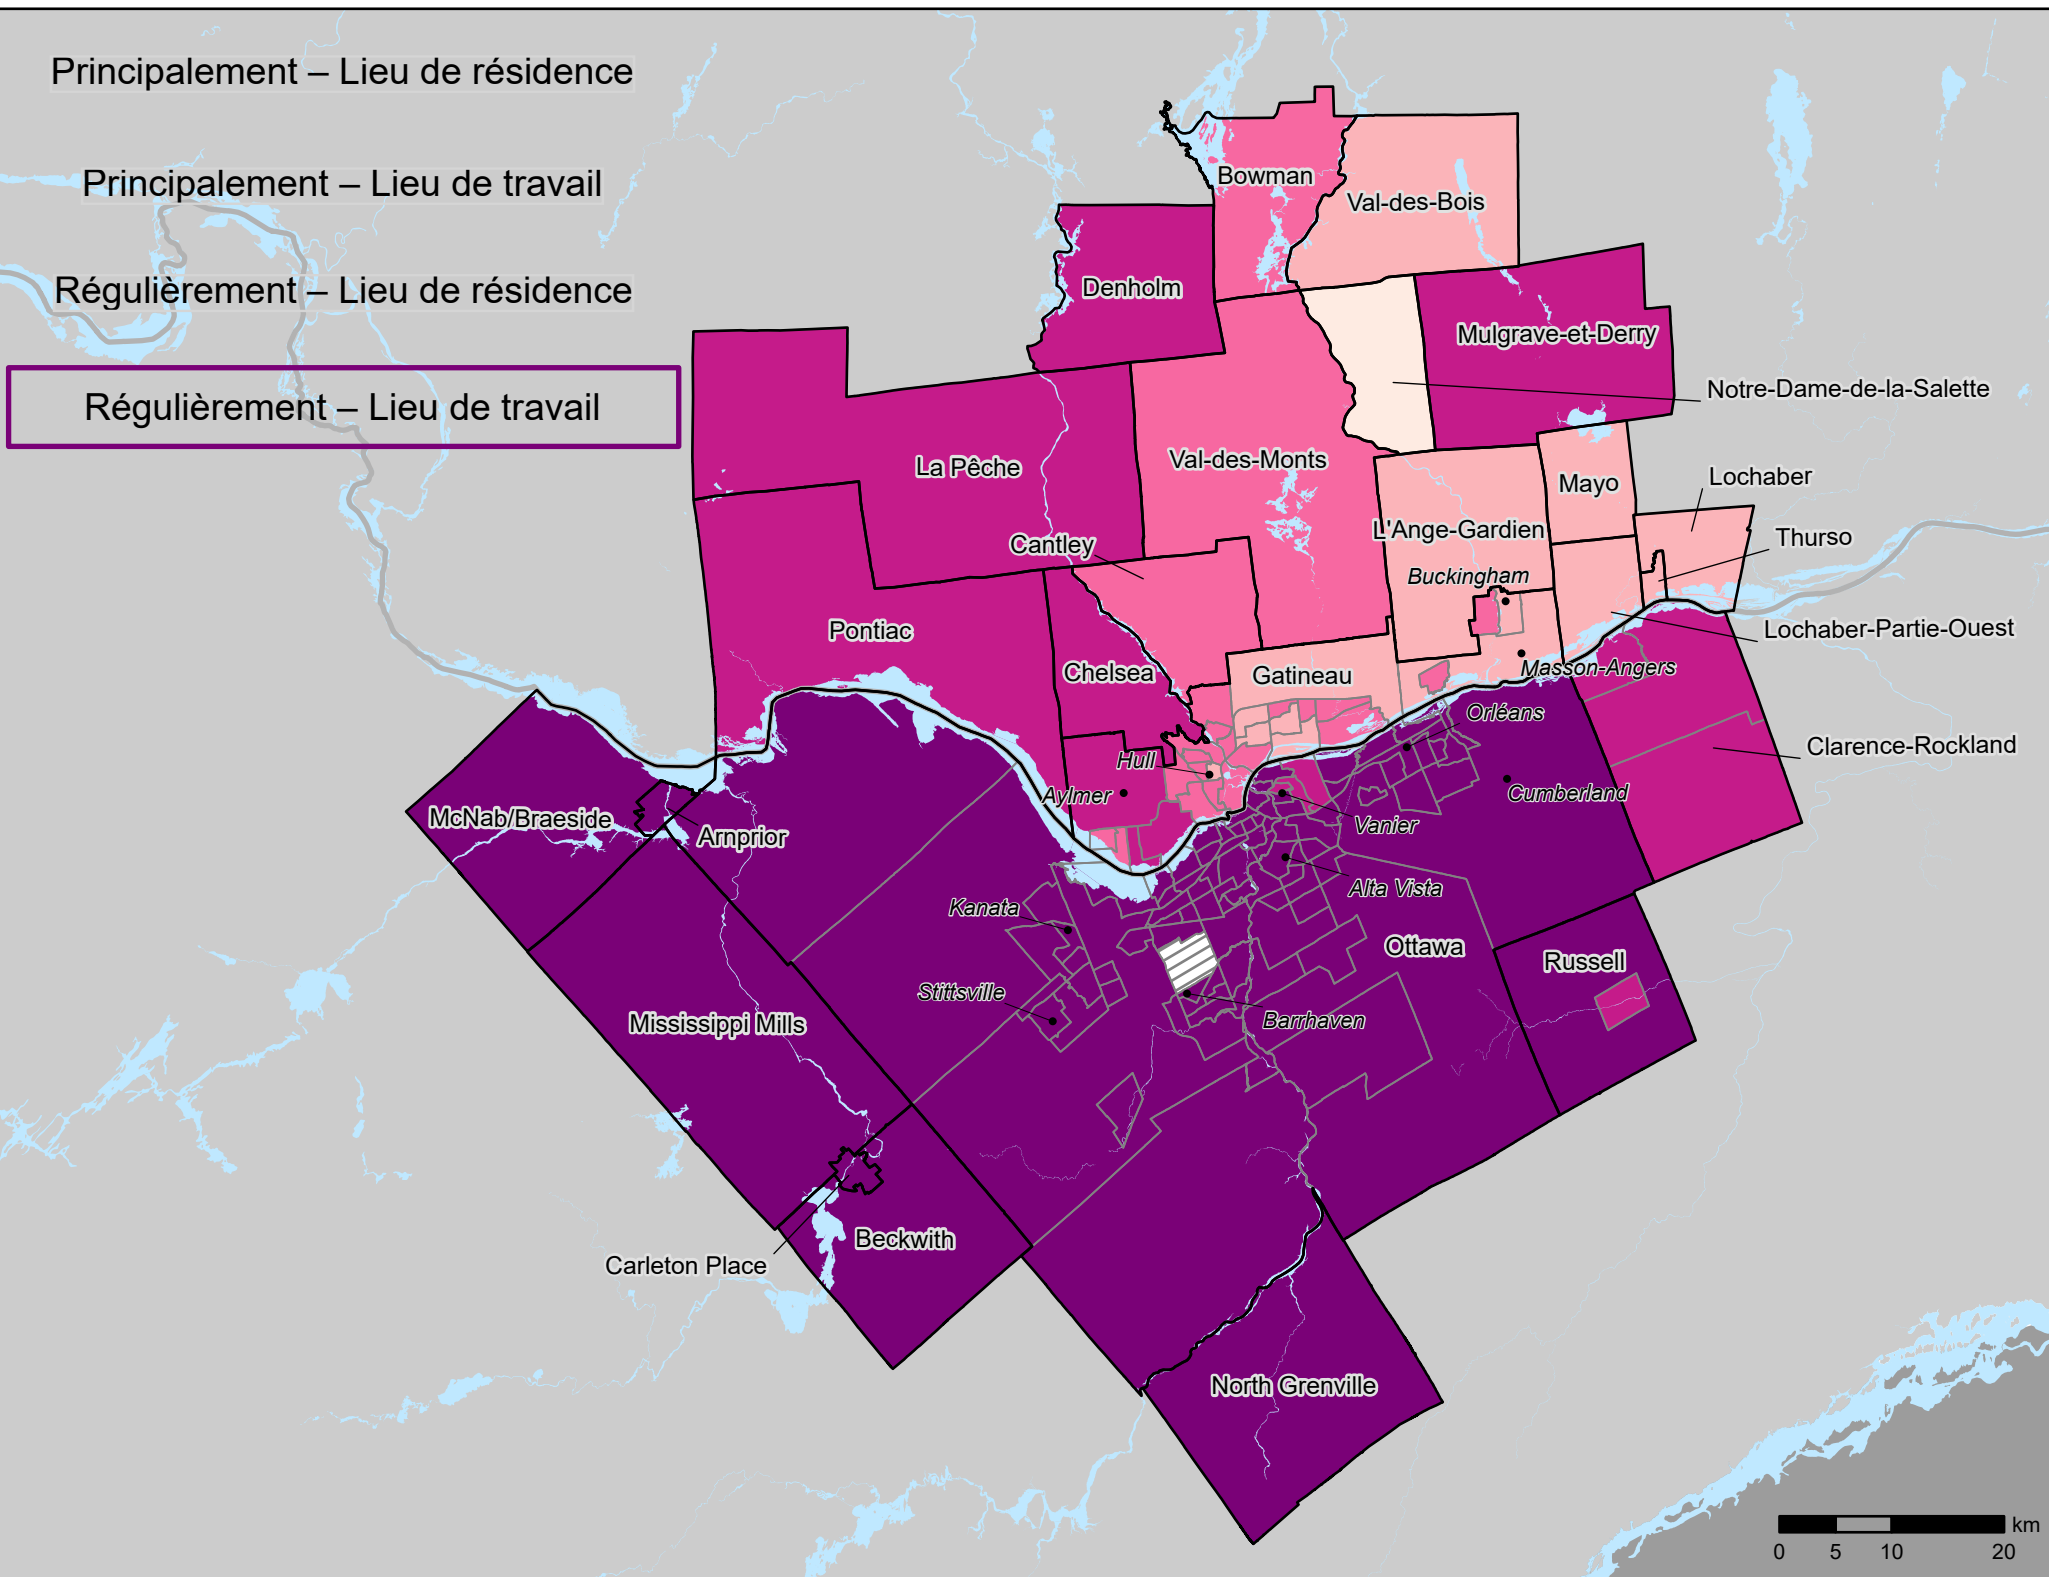 Principalement – Lieu de résidence
Principalement – Lieu de travail
Régulièrement – Lieu de résidence
Régulièrement – Lieu de travail
Bowman
Val-des-Bois
Denholm
Mulgrave-et-Derry
Notre-Dame-de-la-Salette
La Pêche
Val-des-Monts
Mayo
Lochaber
Cantley
L'Ange-Gardien
Thurso
Buckingham
Pontiac
Lochaber-Partie-Ouest
Chelsea
Gatineau
Masson-Angers
Orléans
Clarence-Rockland
Hull
Aylmer
Cumberland
McNab/Braeside
Arnprior
Vanier
Alta Vista
Kanata
Ottawa
Russell
Stittsville
Mississippi Mills
Barrhaven
Beckwith
Carleton Place
North Grenville
km
0 5 10 20